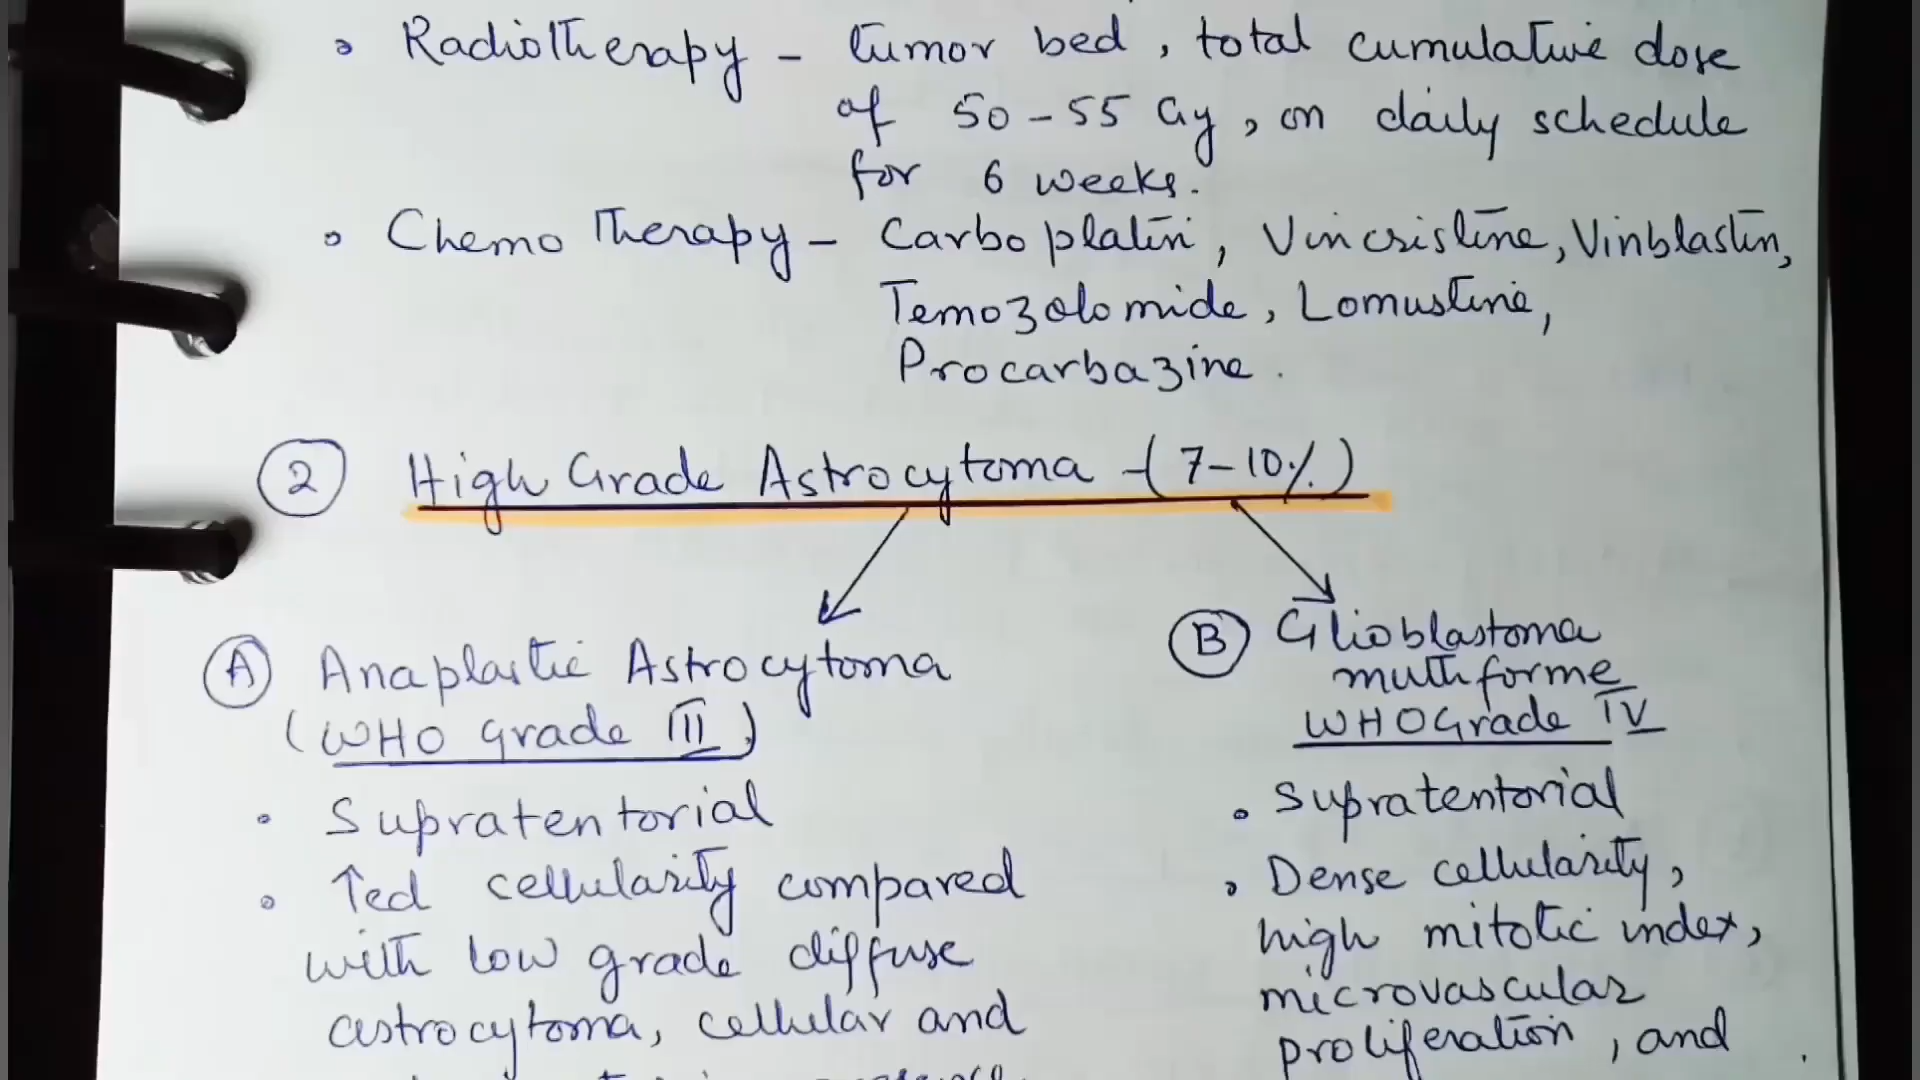 Radiotherapy - tumor bed, total cumulative dose
of 50-55 Gy, on daily schedule
for 6 weeks.
Chemo Therapy - Carboplatin, Vincristine, Vinblastin,
Temozolomide, Lomustine,
Procarbazine.
2 High Grade Astrocytoma - (7-10%)
A Anaplastic Astrocytoma
(WHO grade III)
• Supratentorial
• ↑ed cellularity compared
with low grade diffuse
astrocytoma, cellular and
B Glioblastoma
multiforme
WHO Grade IV
• Supratentorial
• Dense cellularity,
high mitotic index,
microvascular
proliferation, and